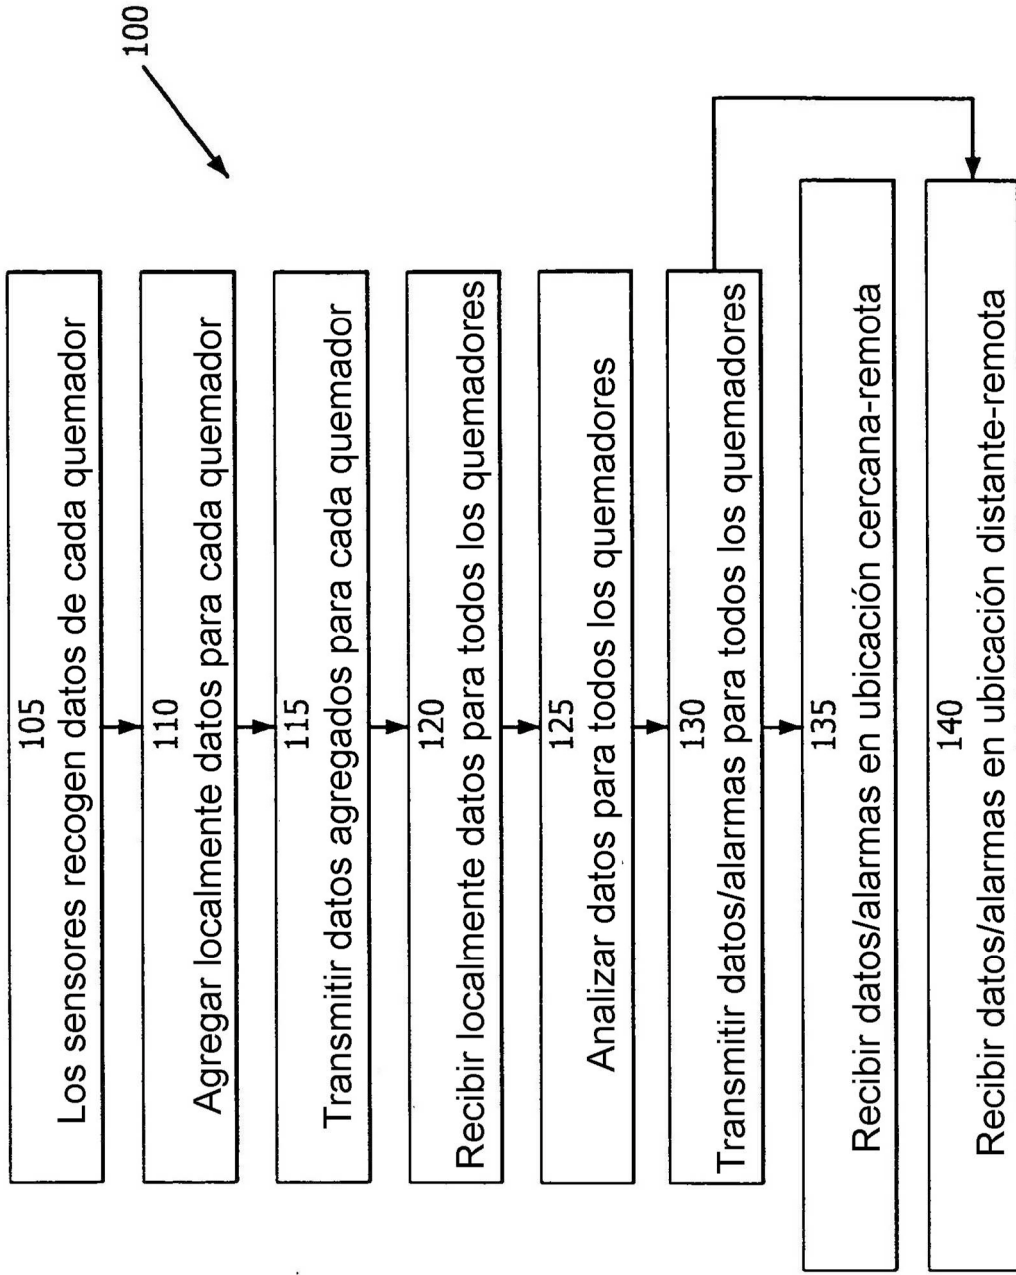 100
105
Los sensores recogen datos de cada quemador
110
Agregar localmente datos para cada quemador
115
Transmitir datos agregados para cada quemador
120
Recibir localmente datos para todos los quemadores
125
Analizar datos para todos los quemadores
130
Transmitir datos/alarmas para todos los quemadores
135
Recibir datos/alarmas en ubicación cercana-remota
140
Recibir datos/alarmas en ubicación distante-remota